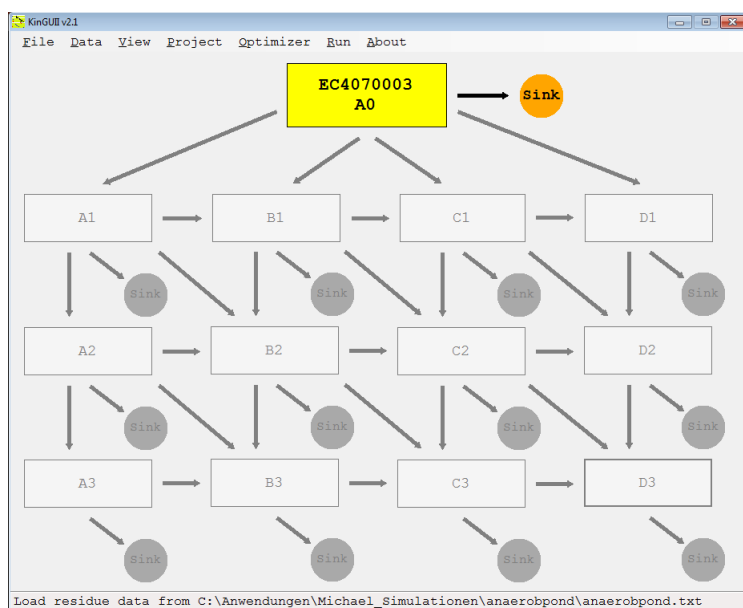 KinGUII v2.1
File Data View Project Optimizer Run About
EC4070003
A0
Sink
A1
B1
C1
D1
Sink
Sink
Sink
Sink
A2
B2
C2
D2
Sink
Sink
Sink
Sink
A3
B3
C3
D3
Sink
Sink
Sink
Sink
Load residue data from C:\Anwendungen\Michael_Simulationen\anaerobpond\anaerobpond.txt